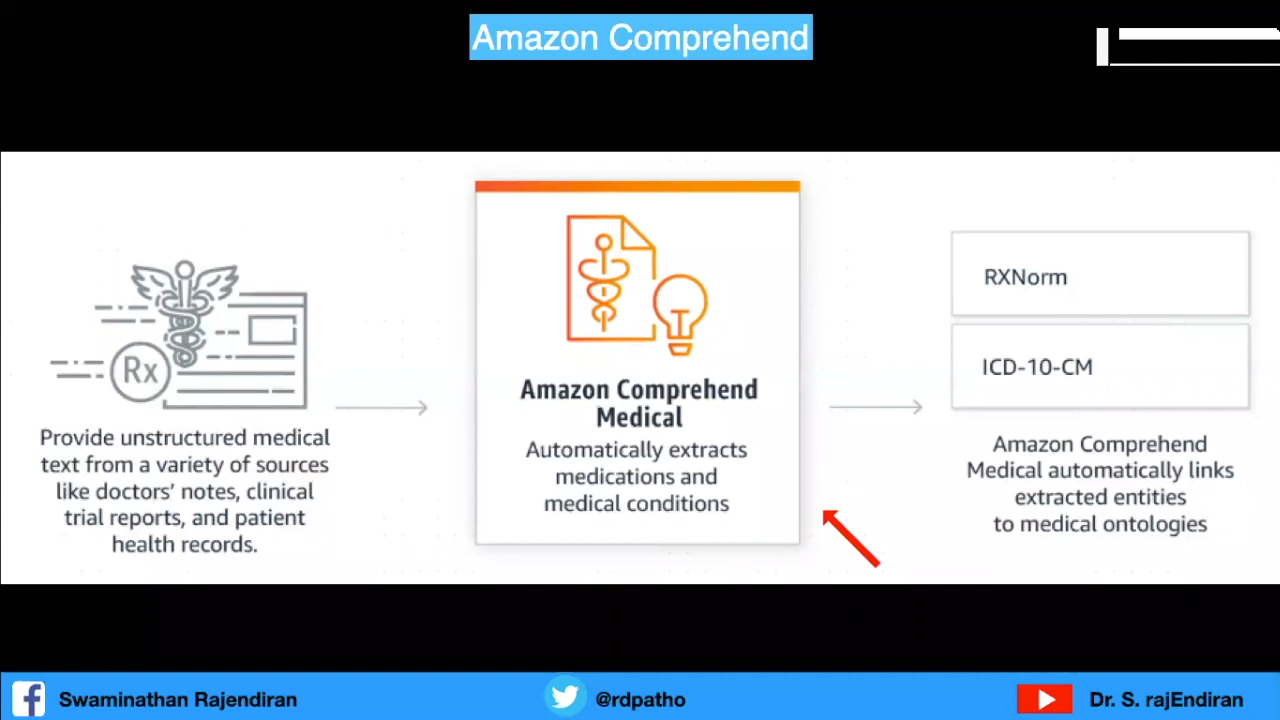 Amazon Comprehend
Rx
Provide unstructured medical
text from a variety of sources
like doctors' notes, clinical
trial reports, and patient
health records.
Amazon Comprehend
Medical
Automatically extracts
medications and
medical conditions
RXNorm
ICD-10-CM
Amazon Comprehend
Medical automatically links
extracted entities
to medical ontologies
Swaminathan Rajendiran
@rdpatho
Dr. S. rajEndiran